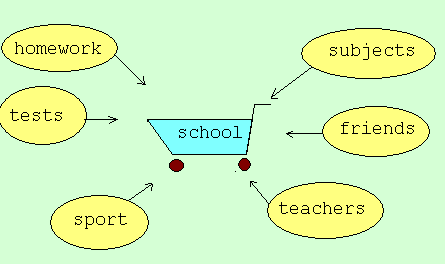 homework
subjects
tests
school
friends
sport
teachers